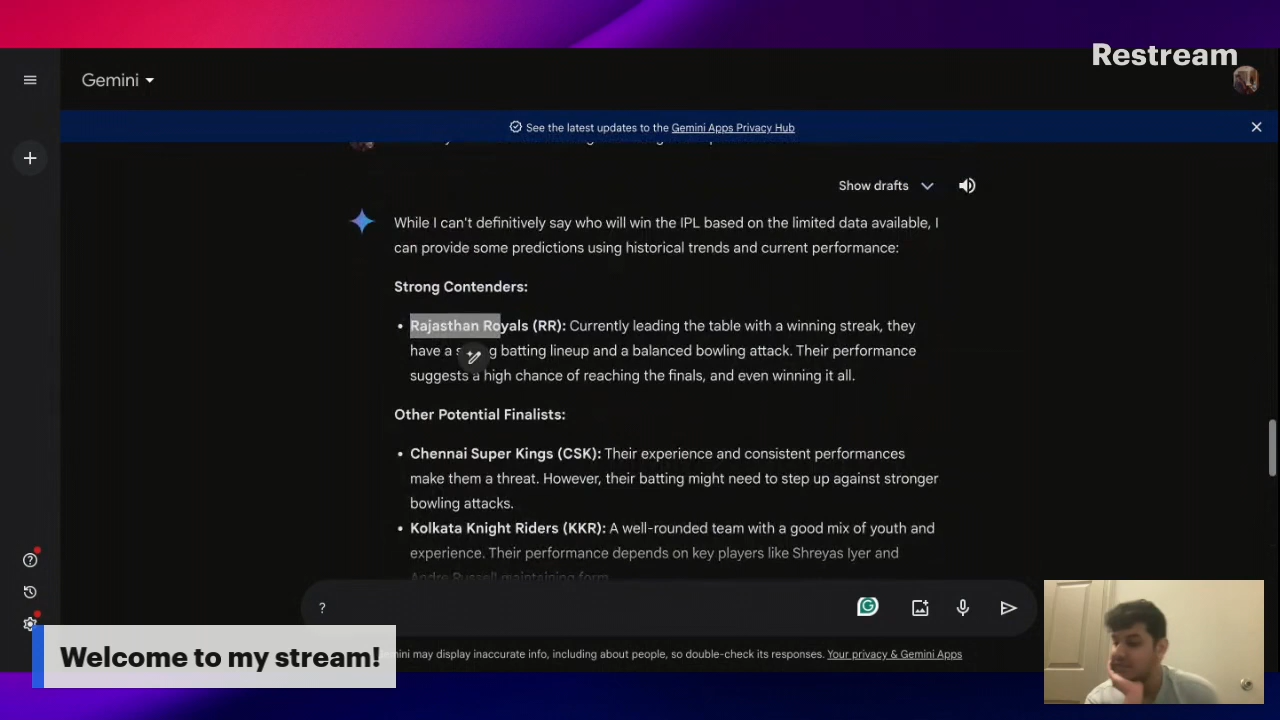 Restream
Gemini
See the latest updates to the Gemini Apps Privacy Hub
Show drafts
While I can't definitively say who will win the IPL based on the limited data available, I
can provide some predictions using historical trends and current performance:
Strong Contenders:
• Rajasthan Royals (RR): Currently leading the table with a winning streak, they
have a batting lineup and a balanced bowling attack. Their performance
suggests a high chance of reaching the finals, and even winning it all.
Other Potential Finalists:
• Chennai Super Kings (CSK): Their experience and consistent performances
make them a threat. However, their batting might need to step up against stronger
bowling attacks.
• Kolkata Knight Riders (KKR): A well-rounded team with a good mix of youth and
experience. Their performance depends on key players like Shreyas Iyer and
Andre Russell maintaining form.
?
Welcome to my stream!
may display inaccurate info, including about people, so double-check its responses. Your privacy & Gemini Apps